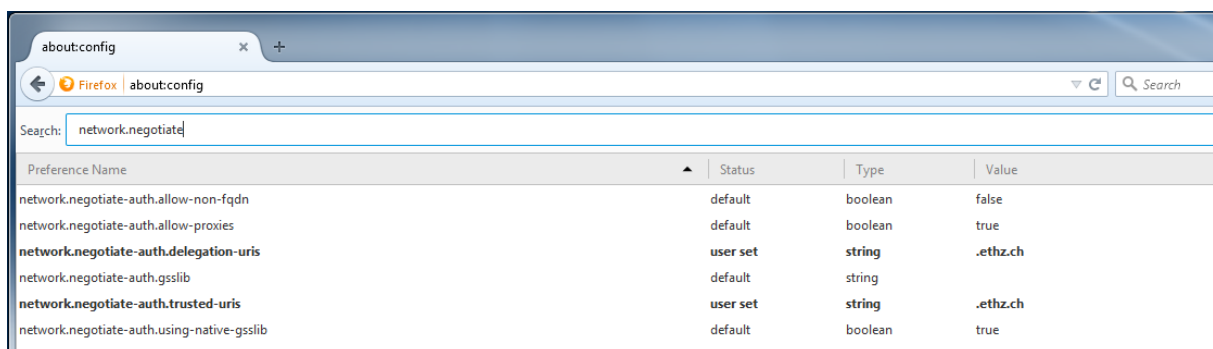 about:config
Firefox about:config Search
Search: network.negotiate
Preference Name Status Type Value
network.negotiate-auth.allow-non-fqdn default boolean false
network.negotiate-auth.allow-proxies default boolean true
network.negotiate-auth.delegation-uris user set string .ethz.ch
network.negotiate-auth.gsslib default string
network.negotiate-auth.trusted-uris user set string .ethz.ch
network.negotiate-auth.using-native-gsslib default boolean true